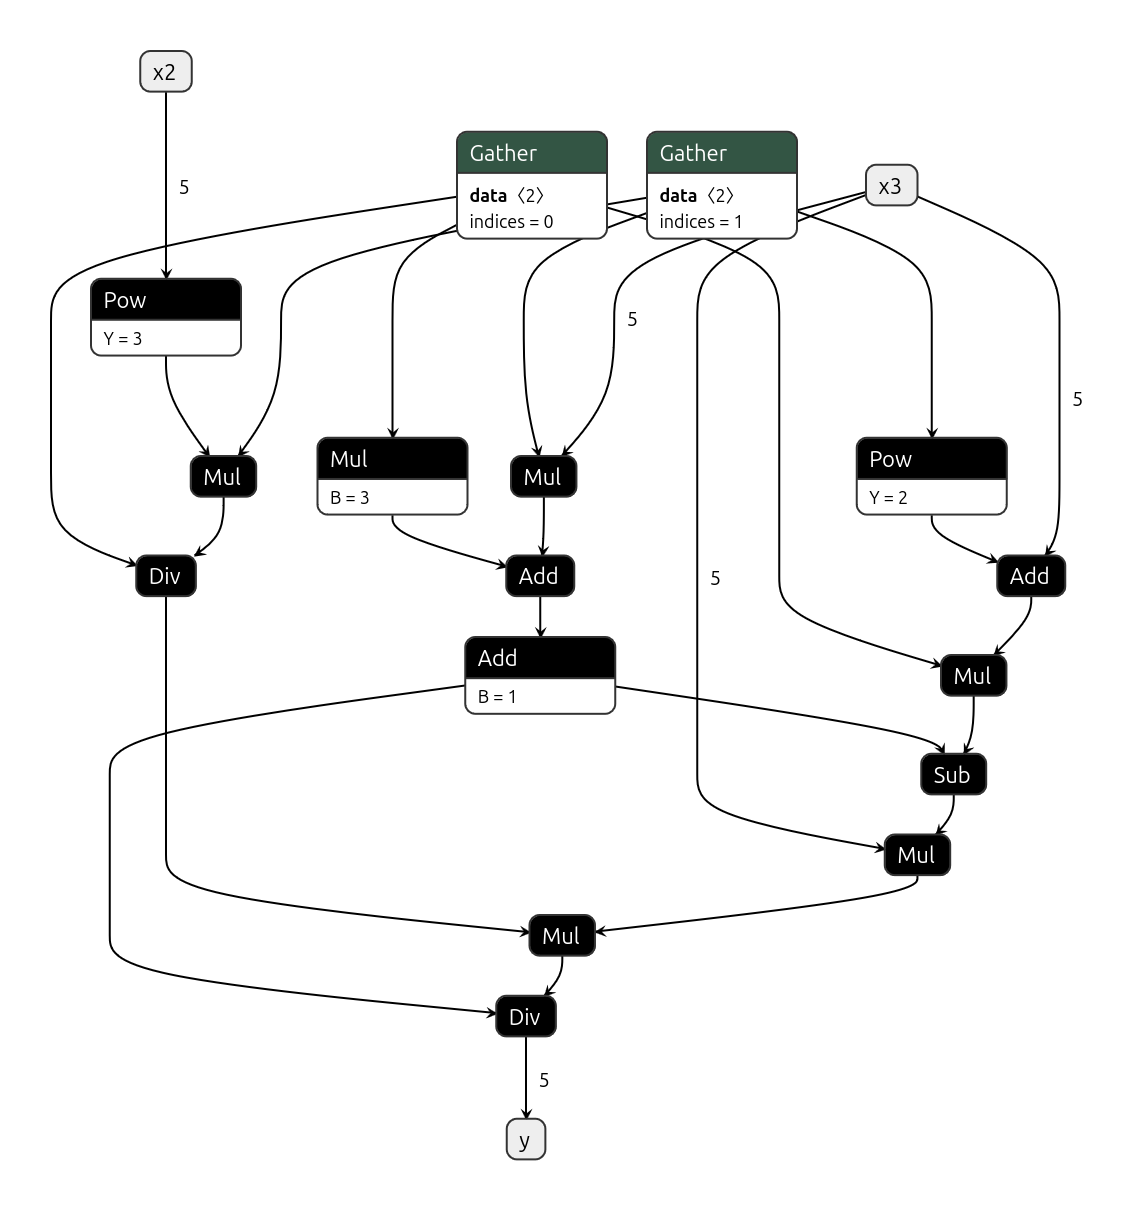 x2
5
Gather
data 〈2〉
indices = 0
Gather
data 〈2〉
indices = 1
x3
Pow
Y = 3
5
5
Mul
Mul
B = 3
Mul
Pow
Y = 2
Div
Add
5
Add
Add
B = 1
Mul
Sub
Mul
Mul
Div
5
y